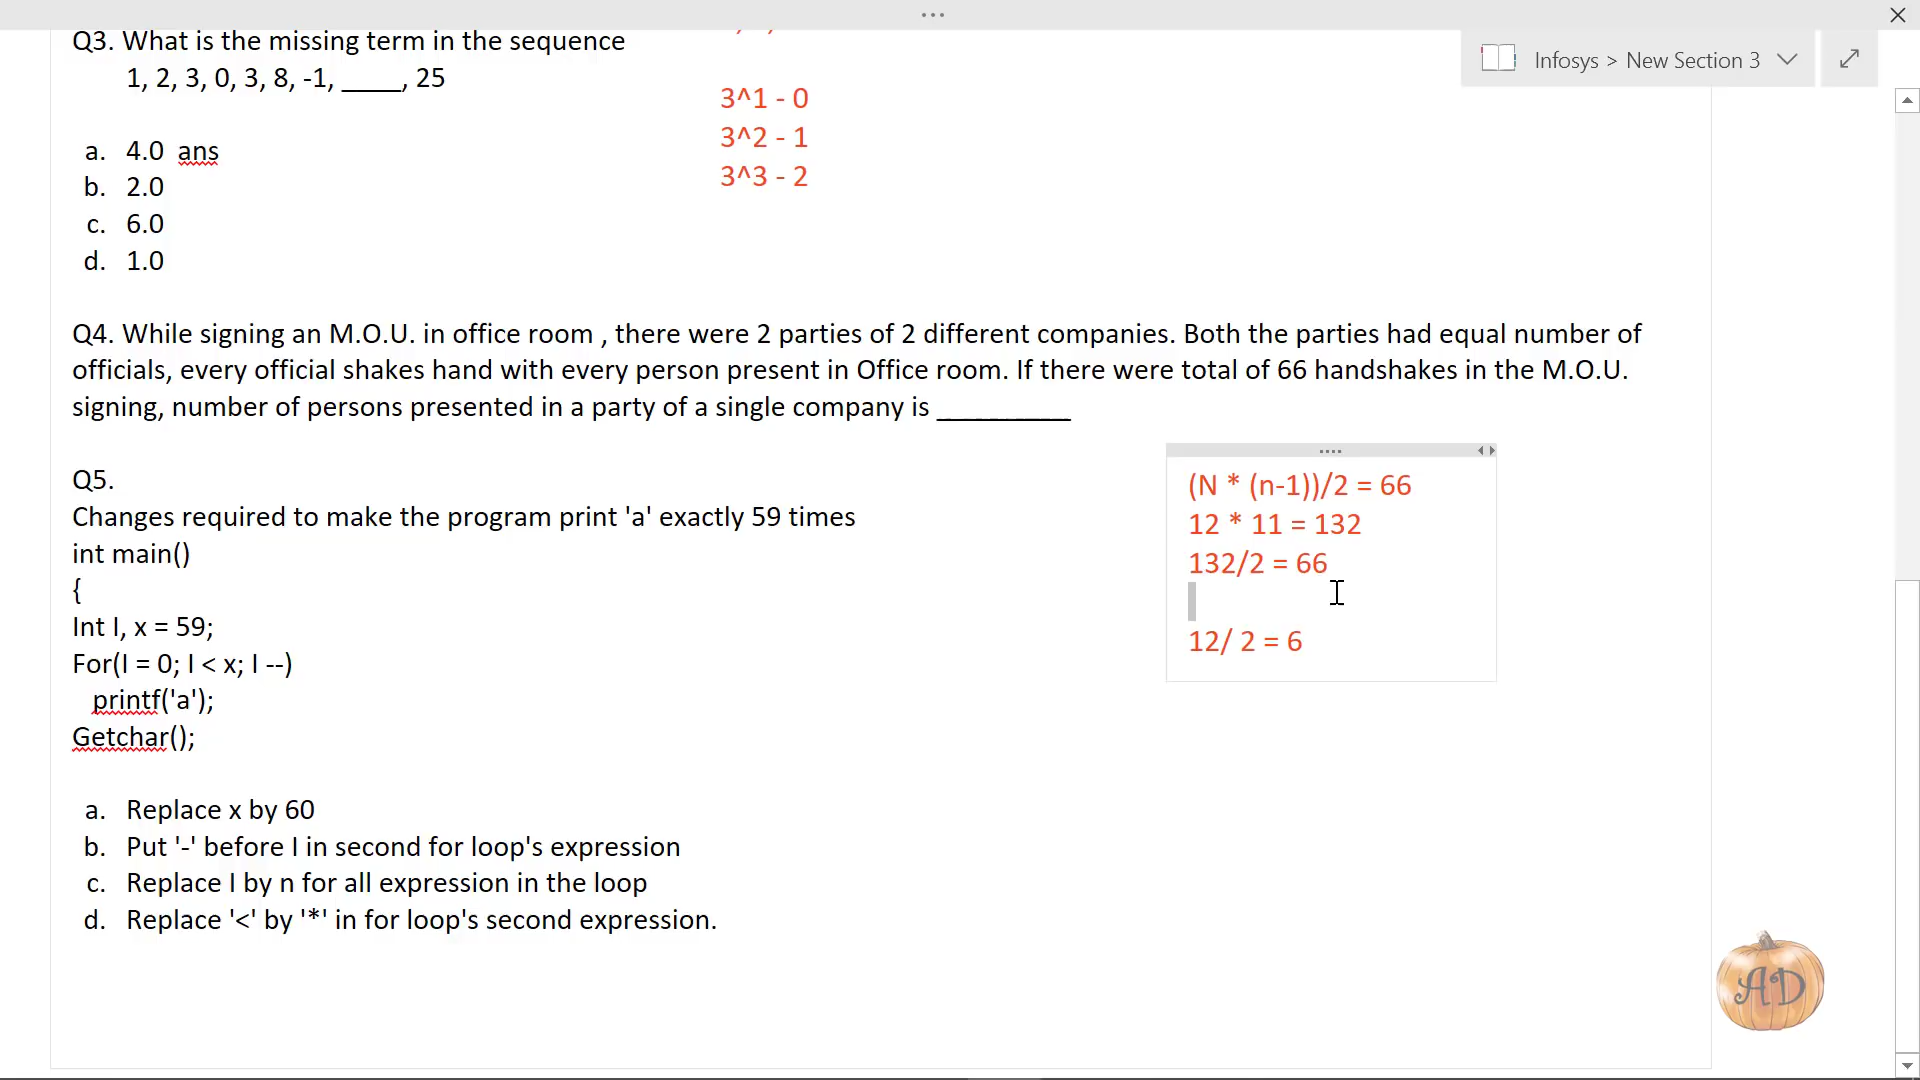 Infosys > New Section 3
Q3. What is the missing term in the sequence
1, 2, 3, 0, 3, 8, -1, ____, 25
3^1 - 0
3^2 - 1
3^3 - 2
a. 4.0 ans
b. 2.0
c. 6.0
d. 1.0
Q4. While signing an M.O.U. in office room , there were 2 parties of 2 different companies. Both the parties had equal number of
officials, every official shakes hand with every person present in Office room. If there were total of 66 handshakes in the M.O.U.
signing, number of persons presented in a party of a single company is _________
(N * (n-1))/2 = 66
12 * 11 = 132
132/2 = 66
12/ 2 = 6
Q5.
Changes required to make the program print 'a' exactly 59 times
int main()
{
Int I, x = 59;
For(I = 0; I < x; I --)
printf('a');
Getchar();
a. Replace x by 60
b. Put '-' before I in second for loop's expression
c. Replace I by n for all expression in the loop
d. Replace '<' by '*' in for loop's second expression.
AD